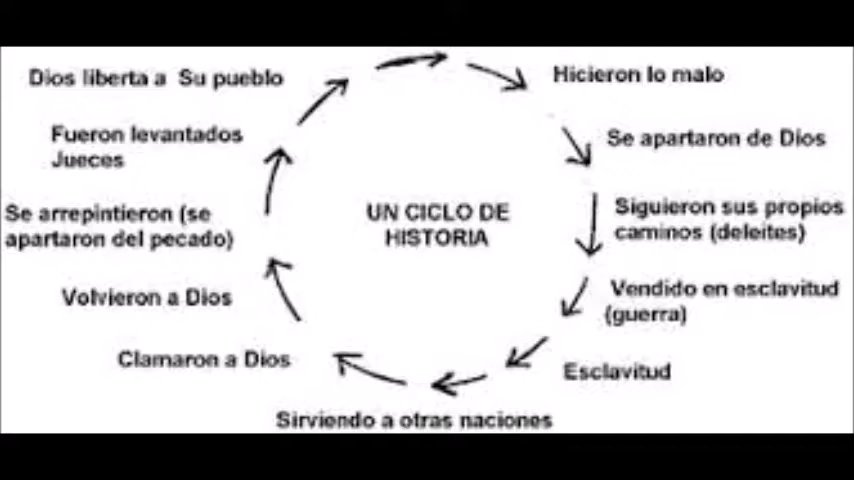 Dios liberta a Su pueblo
Hicieron lo malo
Fueron levantados
Jueces
Se apartaron de Dios
Se arrepintieron (se
apartaron del pecado)
UN CICLO DE
HISTORIA
Siguieron sus propios
caminos (deleites)
Volvieron a Dios
Vendido en esclavitud
(guerra)
Clamaron a Dios
Esclavitud
Sirviendo a otras naciones